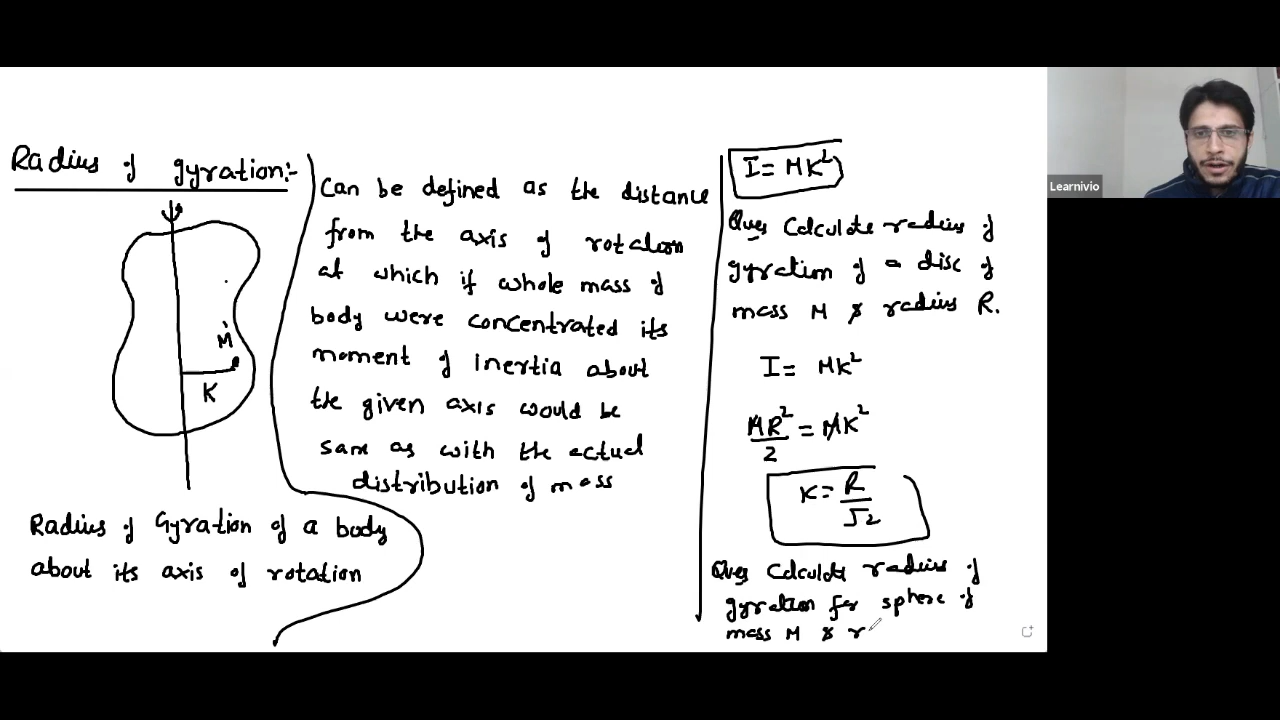 Radius of gyration:-
M
K
Radius of Gyration of a body
about its axis of rotation
Can be defined as the distance
from the axis of rotation
at which if whole mass of
body were concentrated its
moment of inertia about
the given axis would be
same as with the actual
distribution of mass
I = MK²
Ques Calculate radius of
gyration of a disc of
mass M & radius R.
I = MK²
MR²/2 = MK²
K = R/√2
Ques Calculate radius of
gyration for sphere of
mass M & r
Learnivio